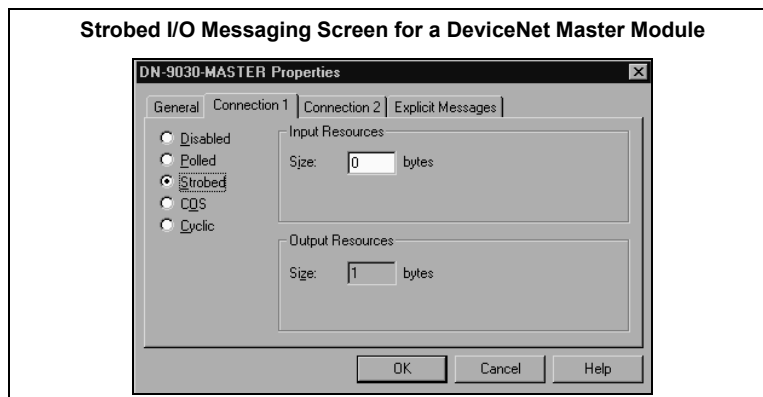 Strobed I/O Messaging Screen for a DeviceNet Master Module
DN-9030-MASTER Properties
General Connection 1 Connection 2 Explicit Messages
Disabled
Polled
Strobed
COS
Cyclic
Input Resources
Size: 0 bytes
Output Resources
Size: 1 bytes
OK Cancel Help